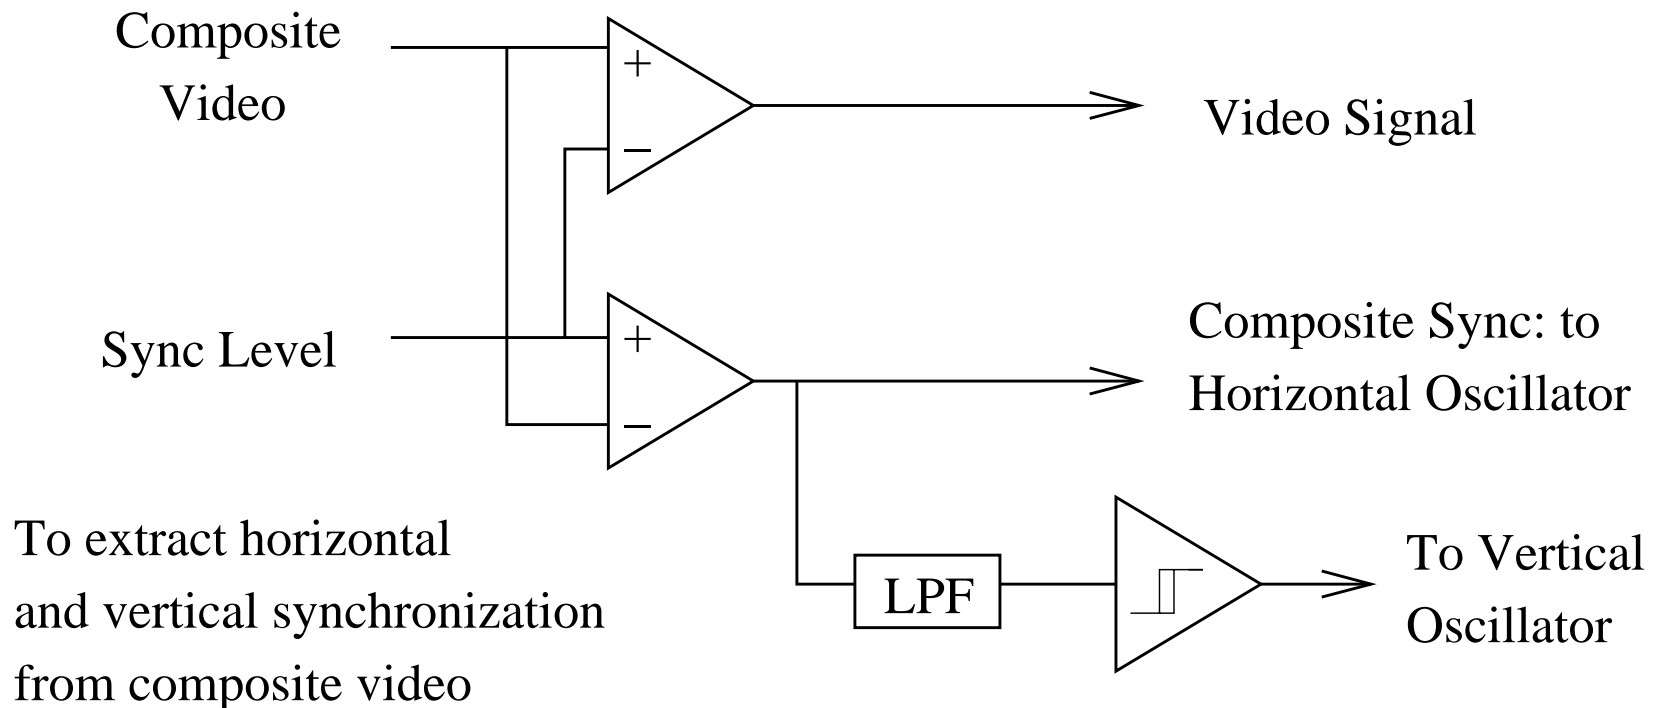 Composite
Video
+
−
Video Signal
Sync Level
+
−
Composite Sync: to
Horizontal Oscillator
To extract horizontal
and vertical synchronization
from composite video
LPF
To Vertical
Oscillator